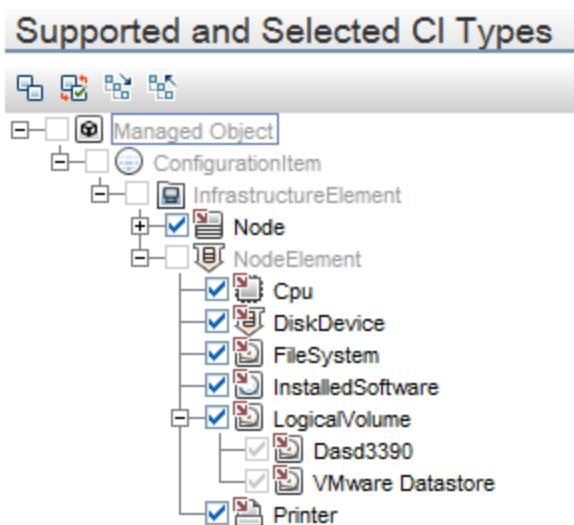 Supported and Selected CI Types
Managed Object
ConfigurationItem
InfrastructureElement
Node
NodeElement
Cpu
DiskDevice
FileSystem
InstalledSoftware
LogicalVolume
Dasd3390
VMware Datastore
Printer